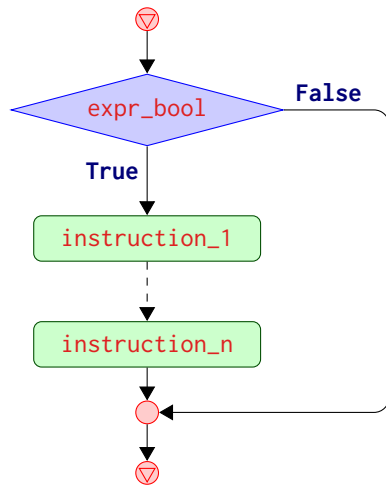 expr_bool
False
True
instruction_1
instruction_n